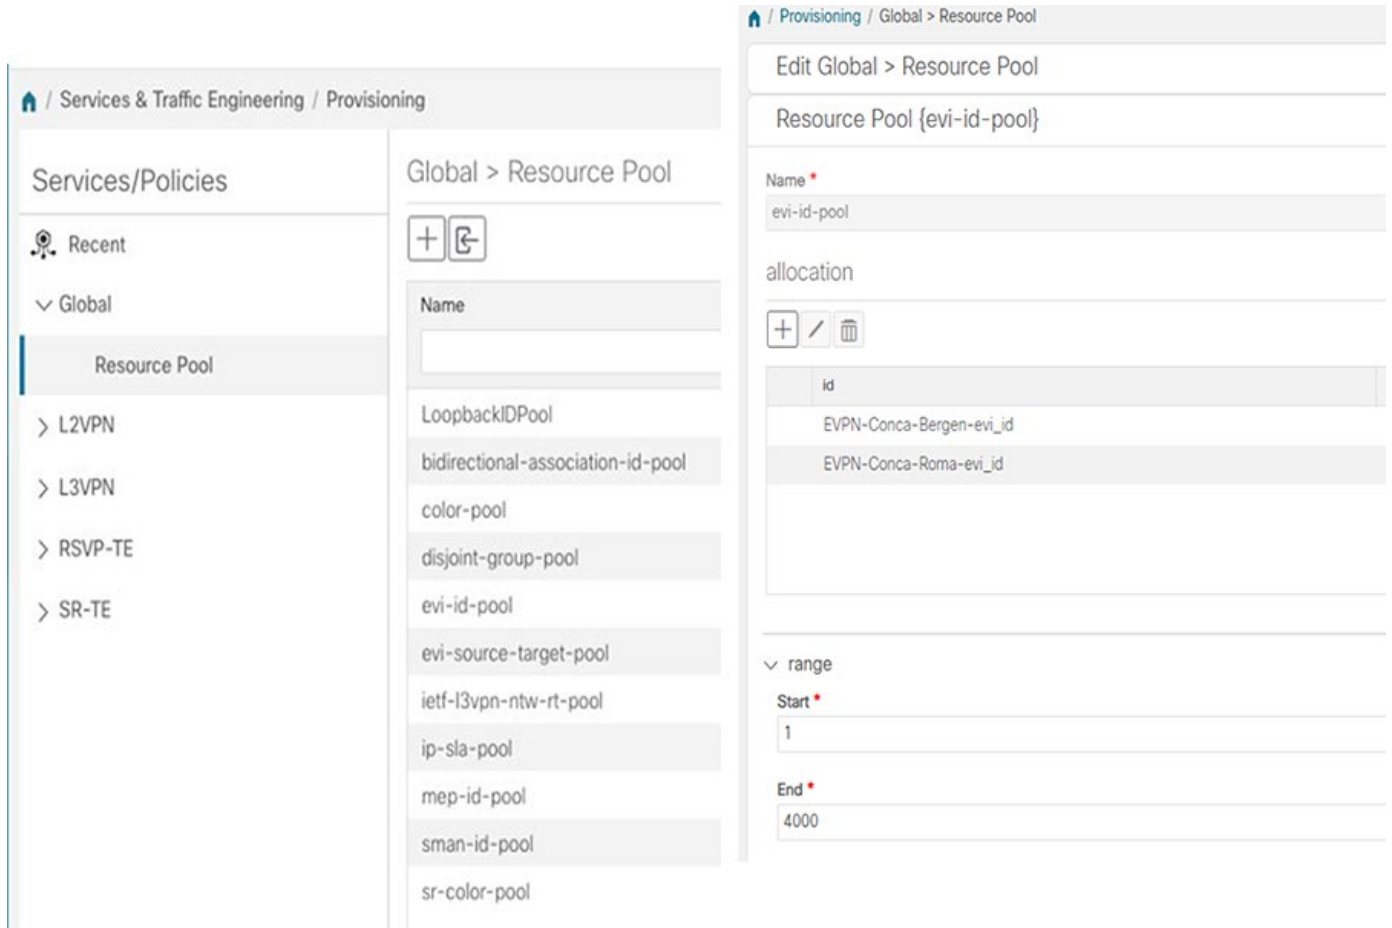 / Services & Traffic Engineering / Provisioning
Services/Policies
Recent
Global
Resource Pool
L2VPN
L3VPN
RSVP-TE
SR-TE
Global > Resource Pool
Name
LoopbackIDPool
bidirectional-association-id-pool
color-pool
disjoint-group-pool
evi-id-pool
evi-source-target-pool
ietf-l3vpn-ntw-rt-pool
ip-sla-pool
mep-id-pool
sman-id-pool
sr-color-pool
/ Provisioning / Global > Resource Pool
Edit Global > Resource Pool
Resource Pool {evi-id-pool}
Name *
evi-id-pool
allocation
id
EVPN-Conca-Bergen-evi_id
EVPN-Conca-Roma-evi_id
range
Start *
1
End *
4000